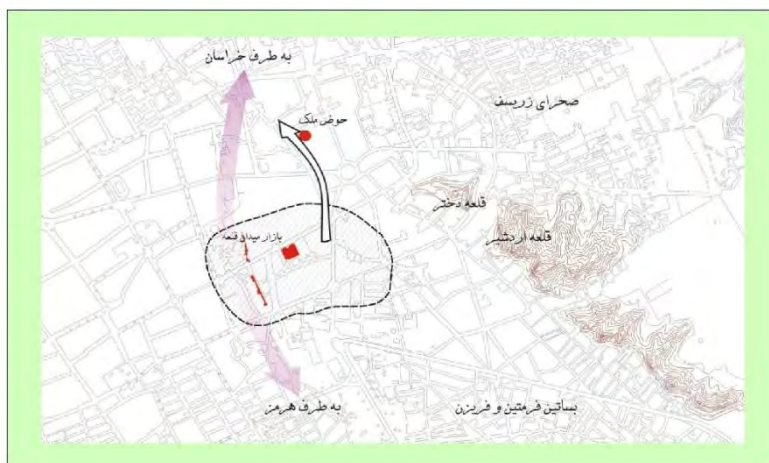 به طرف خراسان
صحرای زریسف
حوض ملک
قلعه دختر
قلعه اردشیر
بازار میدان قلعه
به طرف هرمز
بساتین فرمتین و فریزن